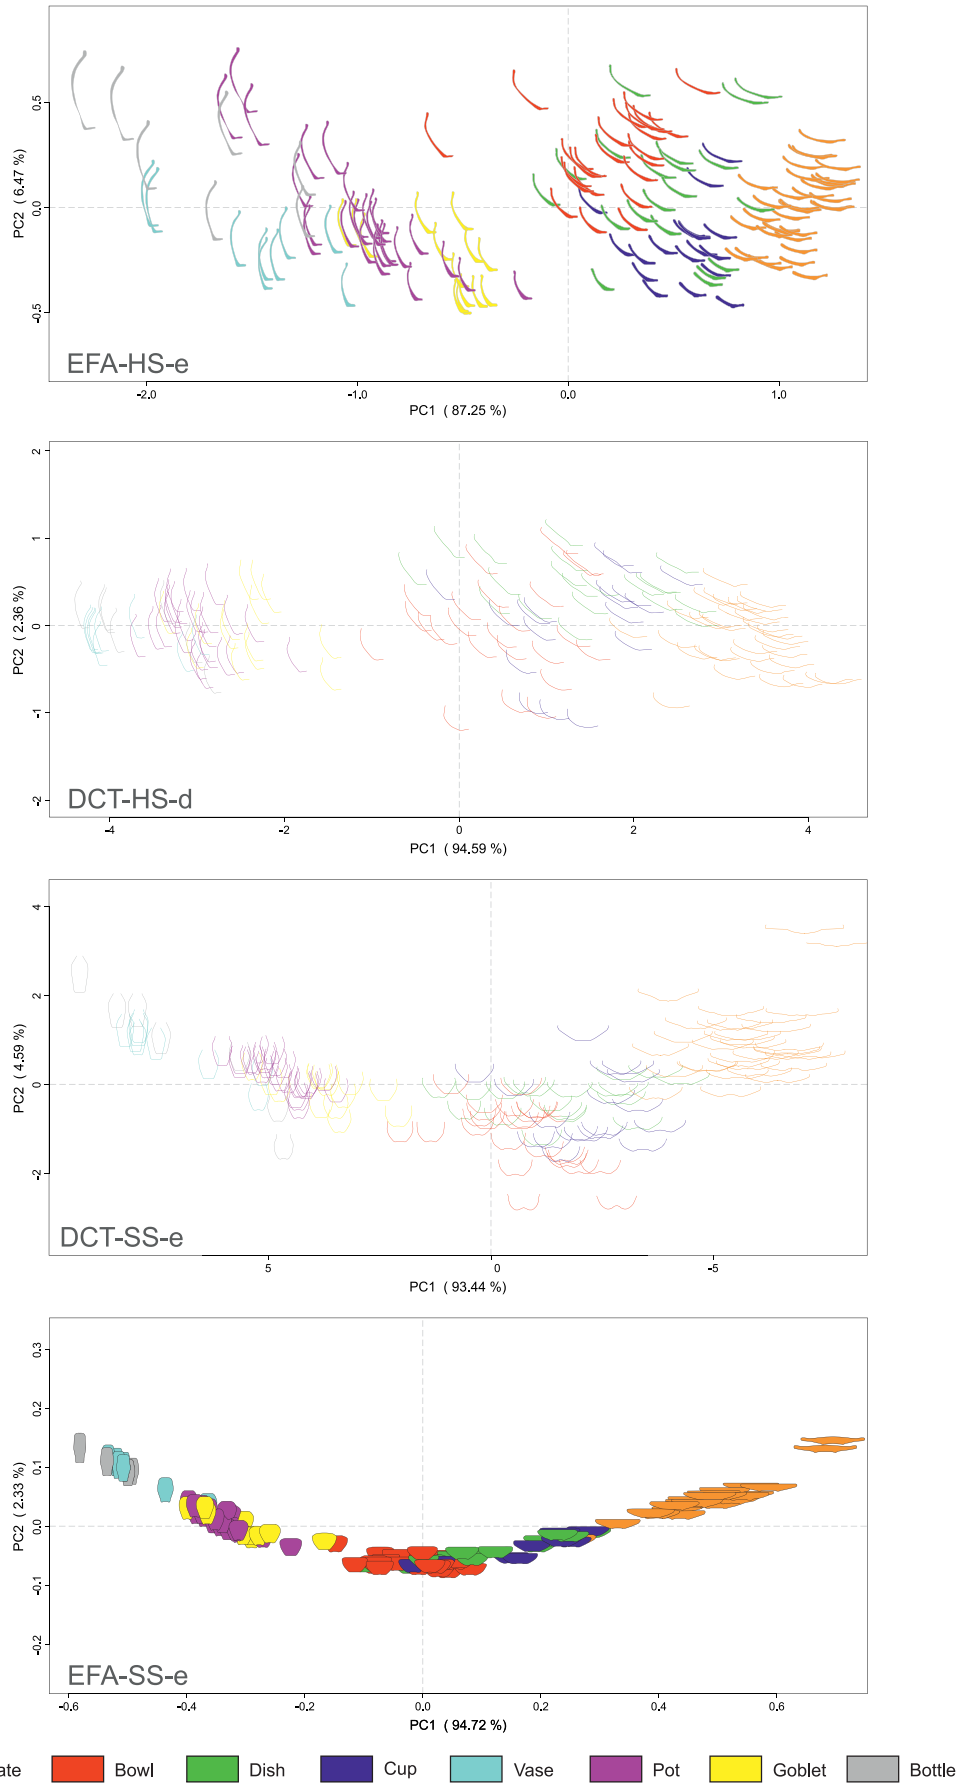 0.5
0.0
-0.5
PC2 ( 6.47 %)
EFA-HS-e
-2.0 -1.0 0.0 1.0
PC1 ( 87.25 %)
2
1
0
-1
-2
PC2 ( 2.36 %)
DCT-HS-d
-4 -2 0 2 4
PC1 ( 94.59 %)
4
2
0
-2
PC2 ( 4.59 %)
DCT-SS-e
5 0 -5
PC1 ( 93.44 %)
0.3
0.2
0.1
0.0
-0.1
-0.2
PC2 ( 2.33 %)
EFA-SS-e
-0.6 -0.4 -0.2 0.0 0.2 0.4 0.6
PC1 ( 94.72 %)
ate Bowl Dish Cup Vase Pot Goblet Bottle